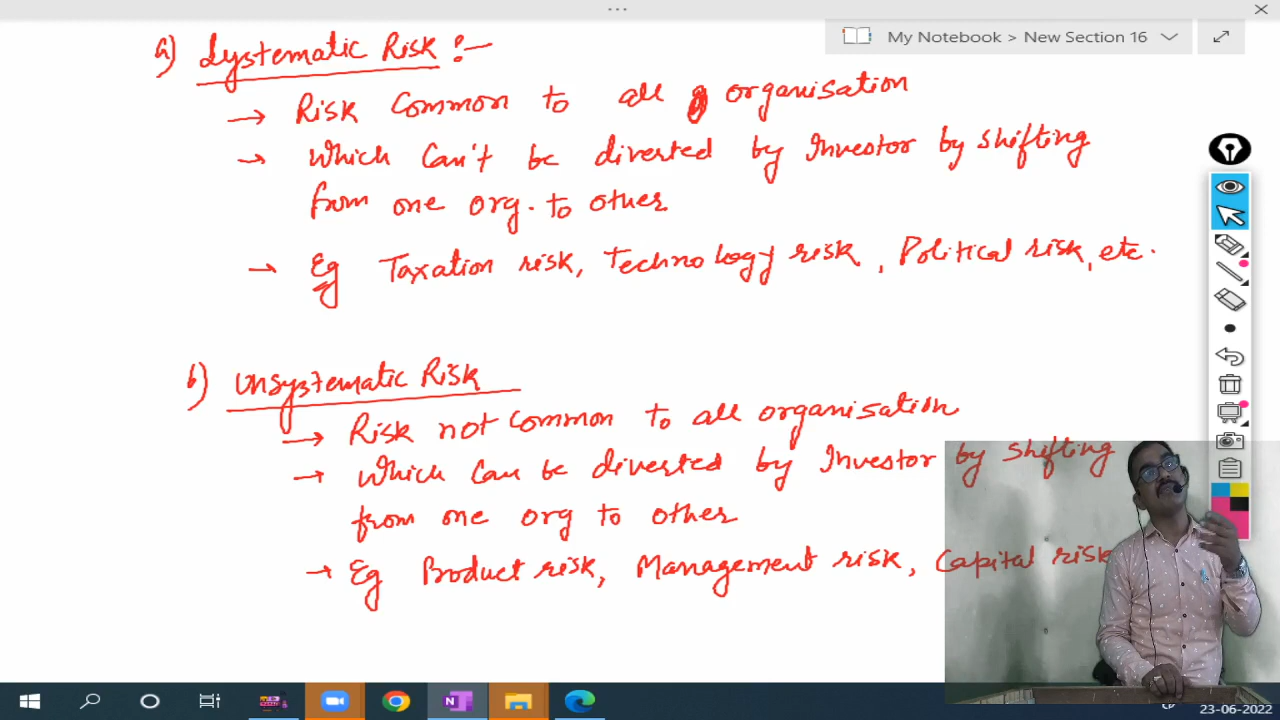 My Notebook > New Section 16
a) Systematic Risk :-
→ Risk Common to all organisation
→ Which Can't be diverted by Investor by shifting
from one org. to other
→ Eg Taxation risk, Technology risk, Political risk, etc.
b) Unsystematic Risk
→ Risk not Common to all organisation
→ Which Can be diverted by Investor by shifting
from one org to other
→ Eg Product risk, Management risk, Capital risk
23-06-2022